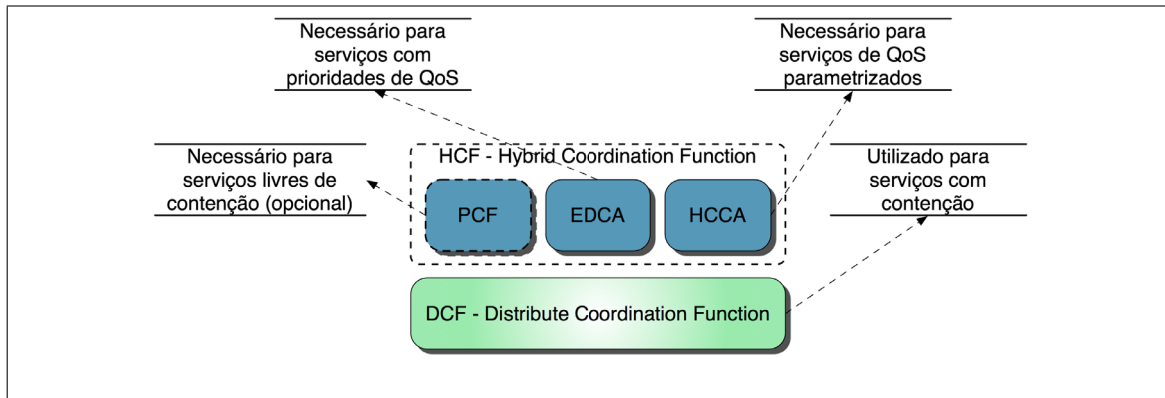 Necessário para
serviços com
prioridades de QoS
Necessário para
serviços de QoS
parametrizados
Necessário para
serviços livres de
contenção (opcional)
HCF - Hybrid Coordination Function
PCF
EDCA
HCCA
Utilizado para
serviços com
contenção
DCF - Distribute Coordination Function